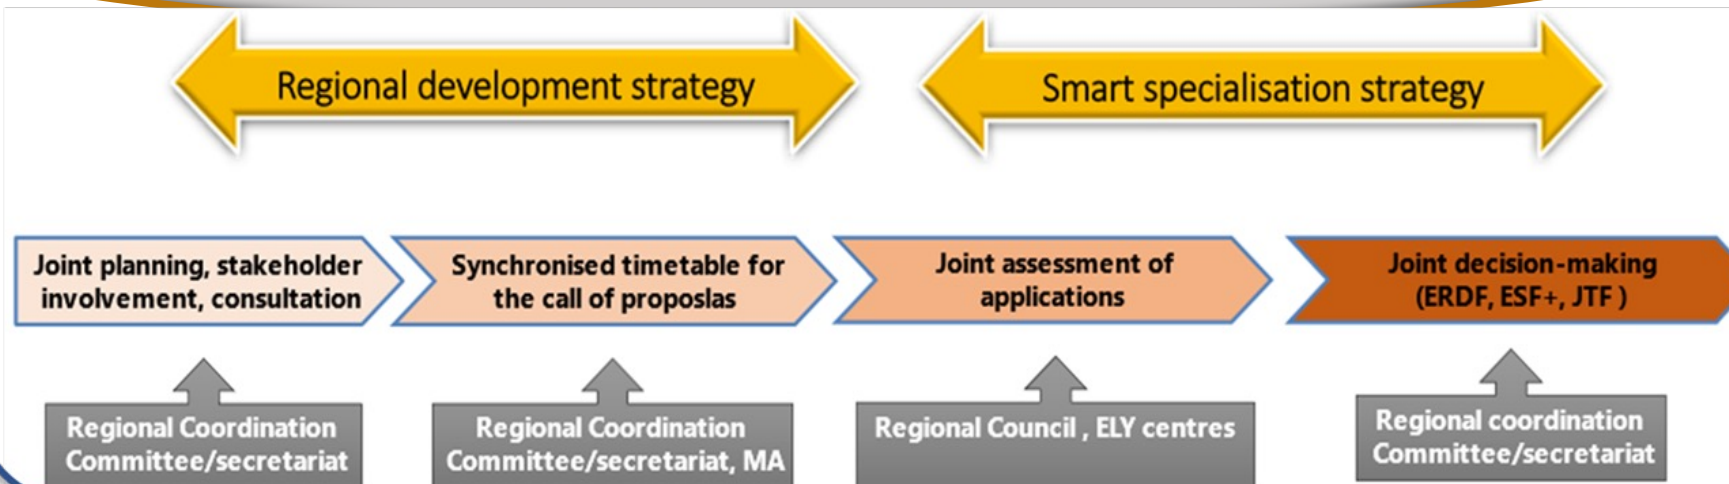 Regional development strategy
Smart specialisation strategy
Joint planning, stakeholder
involvement, consultation
Synchronised timetable for
the call of proposlas
Joint assessment of
applications
Joint decision-making
(ERDF, ESF+, JTF )
Regional Coordination
Committee/secretariat
Regional Coordination
Committee/secretariat, MA
Regional Council , ELY centres
Regional coordination
Committee/secretariat